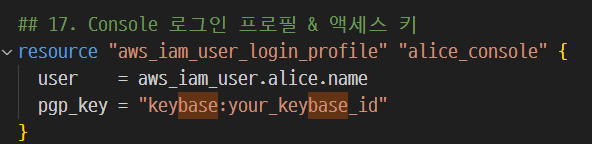 ## 17. Console 로그인 프로필 & 액세스 키
resource "aws_iam_user_login_profile" "alice_console" {
  user    = aws_iam_user.alice.name
  pgp_key = "keybase:your_keybase_id"
}